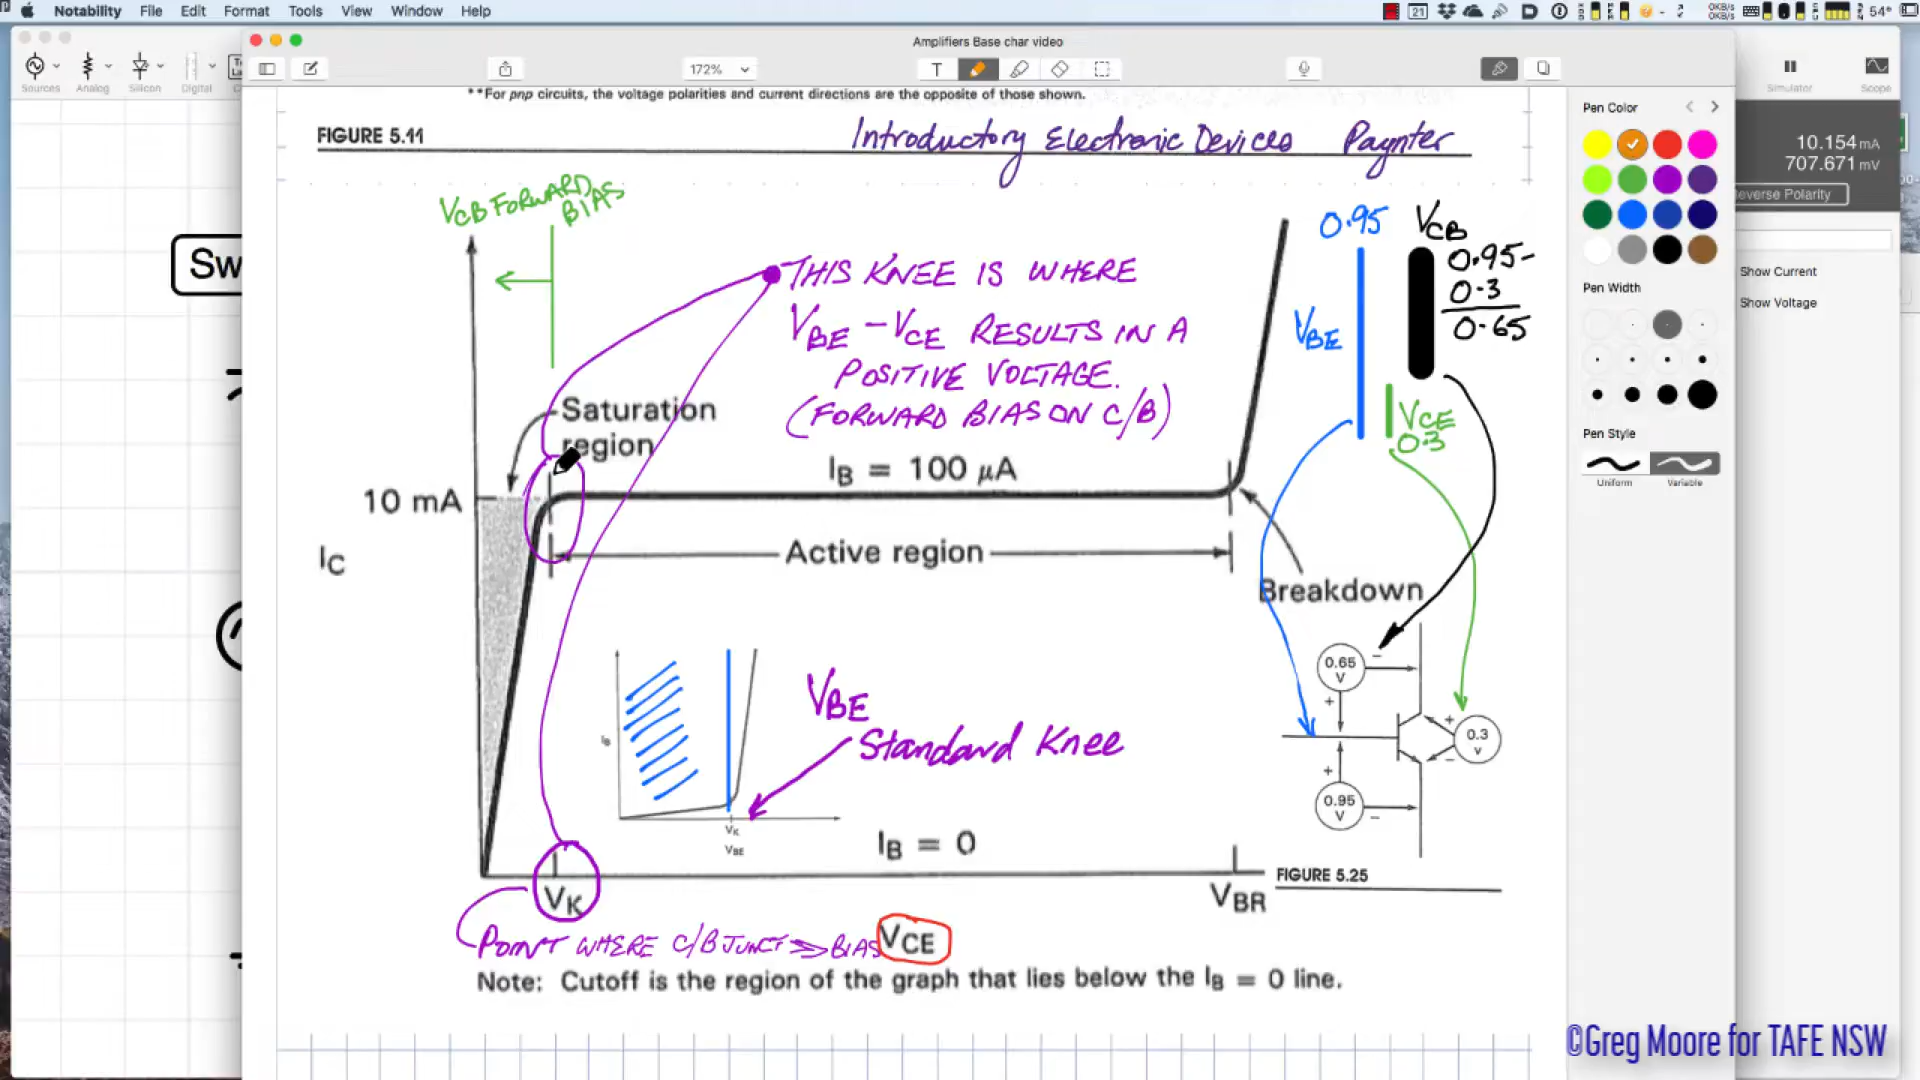 Notability File Edit Format Tools View Window Help
21
54°
Amplifiers Base char video
172%
T
Sources Analog Silicon Digital
Simulator Scope
**For pnp circuits, the voltage polarities and current directions are the opposite of those shown.
FIGURE 5.11
Introductory Electronic Devices Paynter
VCB FORWARD
BIAS
THIS KNEE IS WHERE
VBE - VCE RESULTS IN A
POSITIVE VOLTAGE.
(FORWARD BIAS ON C/B)
0.95
VBE
VCB
0.95-
0.3
0.65
VCE
0.3
Saturation
region
IB = 100 µA
10 mA
IC
Active region
Breakdown
VBE
Standard Knee
IB
VK
VBE
IB = 0
0.65
V
-
+
+
0.3
V
-
+
0.95
V
-
FIGURE 5.25
VK
VBR
POINT WHERE C/B JUNCT => BIAS
VCE
Note: Cutoff is the region of the graph that lies below the IB = 0 line.
Sw
Pen Color
Pen Width
Pen Style
Uniform Variable
10.154 mA
707.671 mV
everse Polarity
Show Current
Show Voltage
©Greg Moore for TAFE NSW